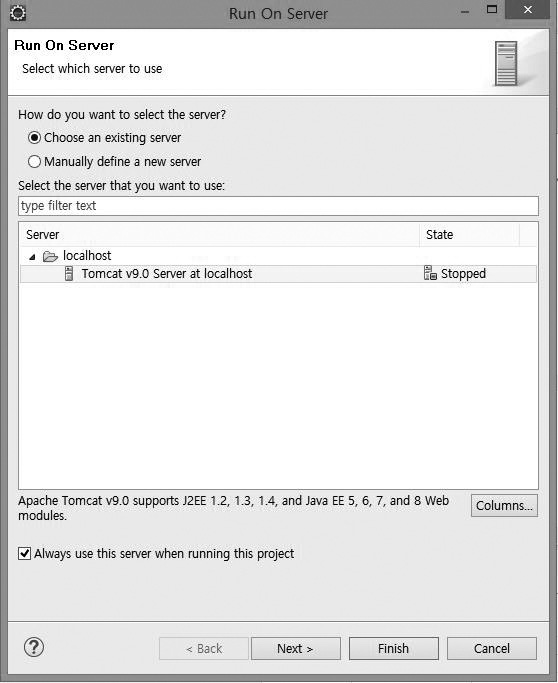 Run On Server
Run On Server
Select which server to use
How do you want to select the server?
Choose an existing server
Manually define a new server
Select the server that you want to use:
type filter text
Server State
localhost
Tomcat v9.0 Server at localhost Stopped
Apache Tomcat v9.0 supports J2EE 1.2, 1.3, 1.4, and Java EE 5, 6, 7, and 8 Web
modules.
Columns...
Always use this server when running this project
? < Back Next > Finish Cancel